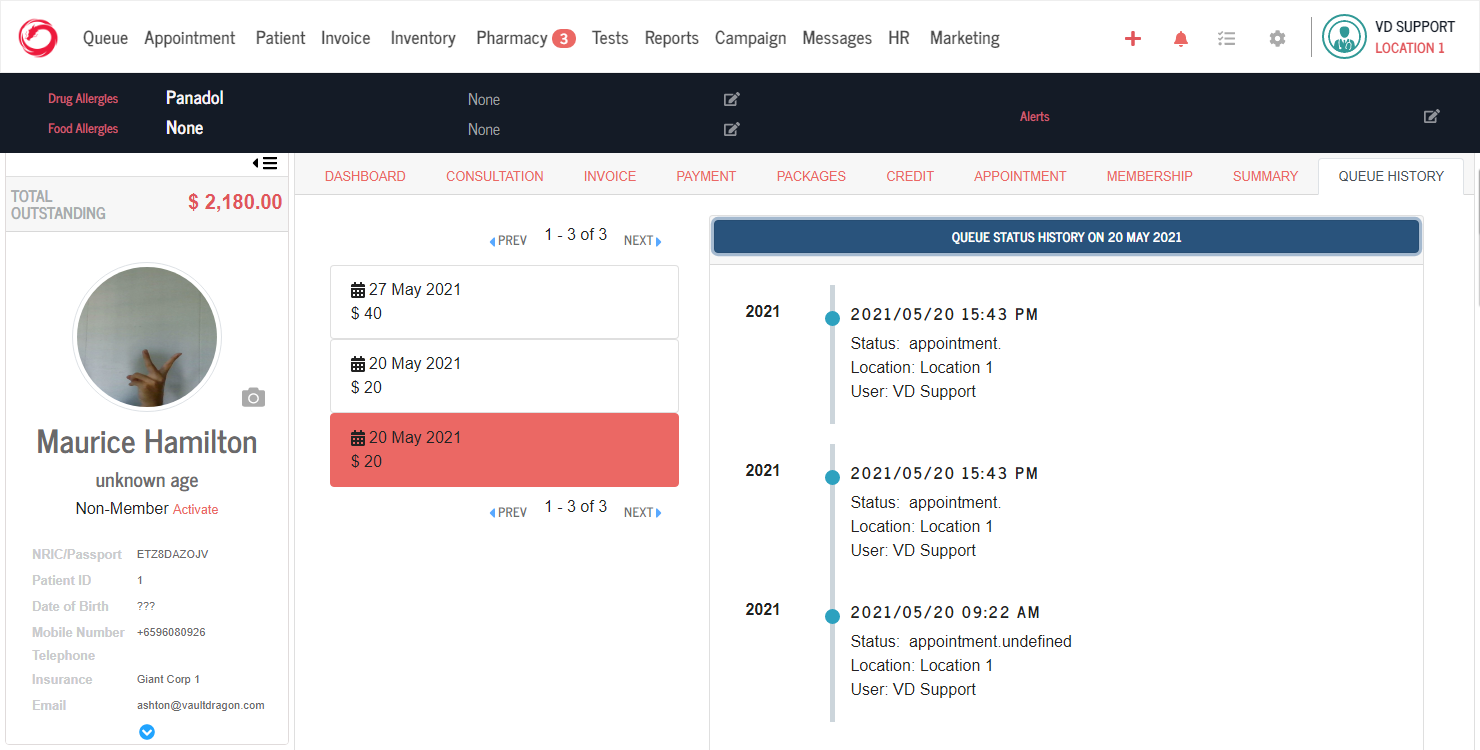 Queue Appointment Patient Invoice Inventory Pharmacy 3 Tests Reports Campaign Messages HR Marketing
VD SUPPORT
LOCATION 1
Drug Allergies Panadol None
Food Allergies None None
Alerts
TOTAL
OUTSTANDING
$ 2,180.00
Maurice Hamilton
unknown age
Non-Member Activate
NRIC/Passport ETZ8DAZOJV
Patient ID 1
Date of Birth ???
Mobile Number +6596080926
Telephone
Insurance Giant Corp 1
Email ashton@vaultdragon.com
DASHBOARD CONSULTATION INVOICE PAYMENT PACKAGES CREDIT APPOINTMENT MEMBERSHIP SUMMARY QUEUE HISTORY
PREV 1 - 3 of 3 NEXT
27 May 2021
$ 40
20 May 2021
$ 20
20 May 2021
$ 20
PREV 1 - 3 of 3 NEXT
QUEUE STATUS HISTORY ON 20 MAY 2021
2021 2021/05/20 15:43 PM
Status: appointment.
Location: Location 1
User: VD Support
2021 2021/05/20 15:43 PM
Status: appointment.
Location: Location 1
User: VD Support
2021 2021/05/20 09:22 AM
Status: appointment.undefined
Location: Location 1
User: VD Support